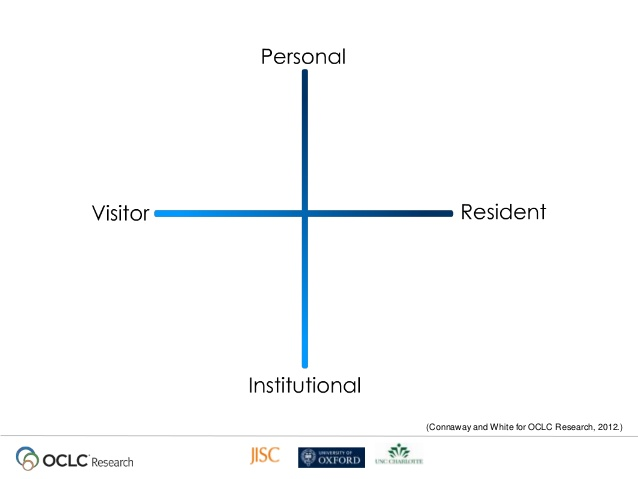 Personal
Visitor
Resident
Institutional
(Connaway and White for OCLC Research, 2012.)
OCLC Research
JISC
UNIVERSITY OF
OXFORD
UNC CHARLOTTE